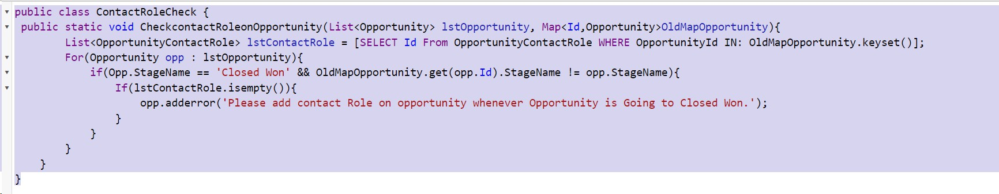 public class ContactRoleCheck {
public static void CheckcontactRoleonOpportunity(List<Opportunity> lstOpportunity, Map<Id,Opportunity>OldMapOpportunity){
List<OpportunityContactRole> lstContactRole = [SELECT Id From OpportunityContactRole WHERE OpportunityId IN: OldMapOpportunity.keyset()];
For(Opportunity opp : lstOpportunity){
if(Opp.StageName == 'Closed Won' && OldMapOpportunity.get(opp.Id).StageName != opp.StageName){
If(lstContactRole.isempty()){
opp.adderror('Please add contact Role on opportunity whenever Opportunity is Going to Closed Won.');
}
}
}
}
}